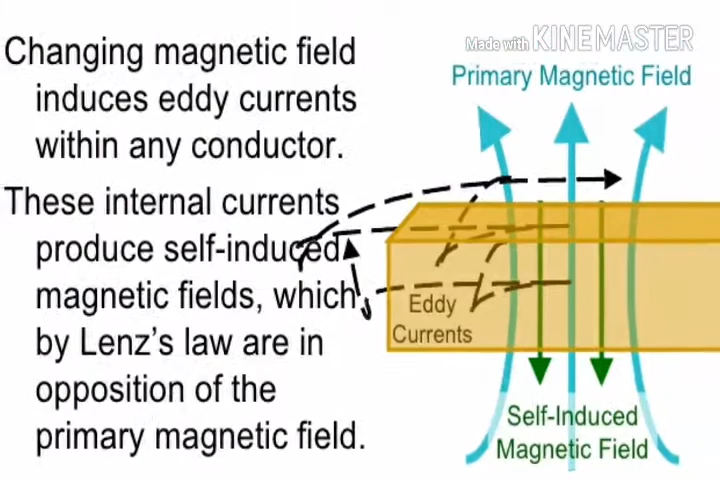 Changing magnetic field
induces eddy currents
within any conductor.
These internal currents
produce self-induced
magnetic fields, which,
by Lenz's law are in
opposition of the
primary magnetic field.
Made with KINEMASTER
Primary Magnetic Field
Eddy
Currents
Self-Induced
Magnetic Field